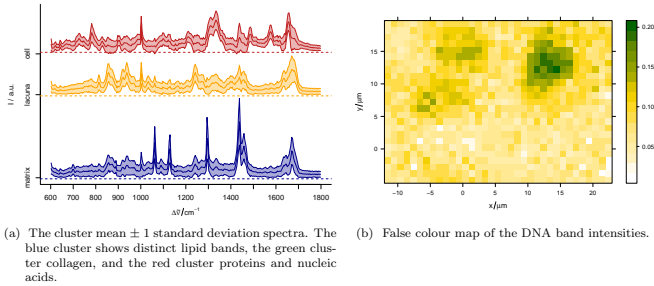 cell
lacuna
matrix
I / a.u.
600 700 800 900 1000 1200 1300 1400 1500 1600 1800
Δν̃/cm⁻¹
15
10
5
0
y/µm
-10 -5 0 5 10 15 20
x/µm
0.20
0.15
0.10
0.05
(a) The cluster mean ± 1 standard deviation spectra. The
blue cluster shows distinct lipid bands, the green clus-
ter collagen, and the red cluster proteins and nucleic
acids.
(b) False colour map of the DNA band intensities.